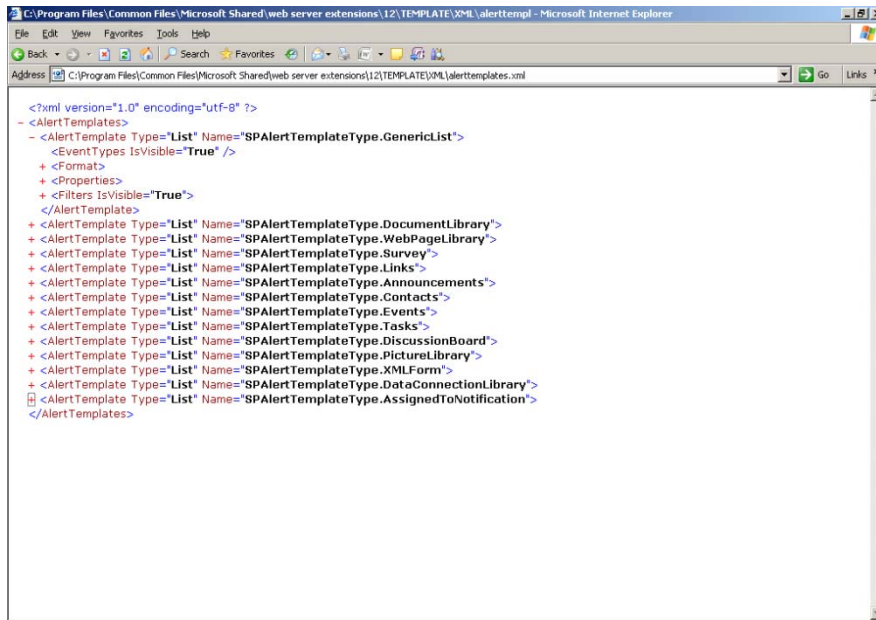 C:\Program Files\Common Files\Microsoft Shared\web server extensions\12\TEMPLATE\XML\alerttempl - Microsoft Internet Explorer
File Edit View Favorites Tools Help
Back Search Favorites
Address C:\Program Files\Common Files\Microsoft Shared\web server extensions\12\TEMPLATE\XML\alerttemplates.xml Go Links
<?xml version="1.0" encoding="utf-8" ?>
- <AlertTemplates>
- <AlertTemplate Type="List" Name="SPAlertTemplateType.GenericList">
<EventTypes IsVisible="True" />
+ <Format>
+ <Properties>
+ <Filters IsVisible="True">
</AlertTemplate>
+ <AlertTemplate Type="List" Name="SPAlertTemplateType.DocumentLibrary">
+ <AlertTemplate Type="List" Name="SPAlertTemplateType.WebPageLibrary">
+ <AlertTemplate Type="List" Name="SPAlertTemplateType.Survey">
+ <AlertTemplate Type="List" Name="SPAlertTemplateType.Links">
+ <AlertTemplate Type="List" Name="SPAlertTemplateType.Announcements">
+ <AlertTemplate Type="List" Name="SPAlertTemplateType.Contacts">
+ <AlertTemplate Type="List" Name="SPAlertTemplateType.Events">
+ <AlertTemplate Type="List" Name="SPAlertTemplateType.Tasks">
+ <AlertTemplate Type="List" Name="SPAlertTemplateType.DiscussionBoard">
+ <AlertTemplate Type="List" Name="SPAlertTemplateType.PictureLibrary">
+ <AlertTemplate Type="List" Name="SPAlertTemplateType.XMLForm">
+ <AlertTemplate Type="List" Name="SPAlertTemplateType.DataConnectionLibrary">
+ <AlertTemplate Type="List" Name="SPAlertTemplateType.AssignedToNotification">
</AlertTemplates>